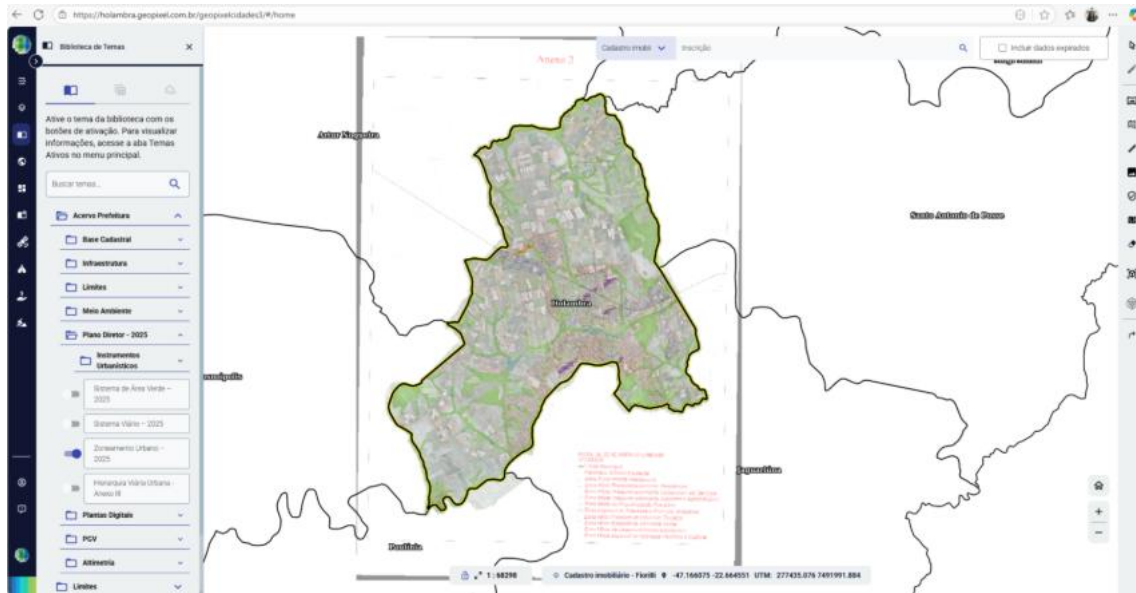 https://holambra.geopixel.com.br/geopixelcidades3/#/home
Biblioteca de Temas
Ative o tema da biblioteca com os
botões de ativação. Para visualizar
informações, acesse a aba Temas
Ativos no menu principal.
Buscar temas...
Acervo Prefeitura
Base Cadastral
Infraestrutura
Limites
Meio Ambiente
Plano Diretor - 2025
Instrumentos
Urbanísticos
Sistema de Área Verde –
2025
Sistema Viário – 2025
Zoneamento Urbano –
2025
Hierarquia Viária Urbana -
Anexo III
Plantas Digitais
PGV
Altimetria
Limites
Cadastro imobili
Inscrição
Incluir dados expirados
Anexo 2
Artur Nogueira
Santo Antonio de Posse
Holambra
Jaguariúna
Paulínia
1 : 68298
Cadastro imobiliário - Fiorilli
-47.166075 -22.664551 UTM: 277435.076 7491991.884